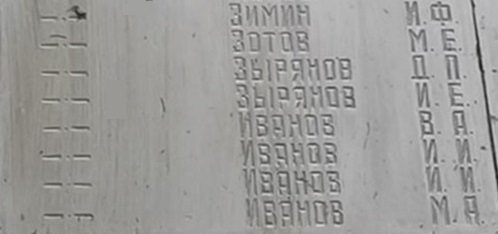 –·– ЗИМИН И.Ф.
–·– ЗОТОВ М.Е.
–·– ЗЫРЯНОВ Д.П.
–·– ЗЫРЯНОВ И.Е.
–·– ИВАНОВ В.А.
–·– ИВАНОВ И.И.
–·– ИВАНОВ И.И.
–·– ИВАНОВ М.А.